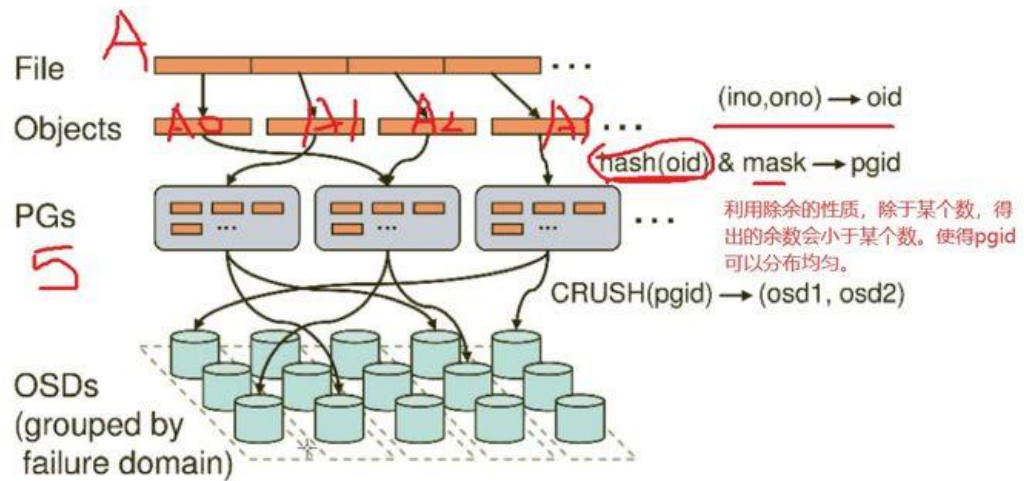 A
File
...
(ino,ono) → oid
Objects
A0 A1 A2 A3 ...
hash(oid) & mask → pgid
PGs
... ... ... ...
5
利用除余的性质，除于某个数，得
出的余数会小于某个数。使得pgid
可以分布均匀。
CRUSH(pgid) → (osd1, osd2)
OSDs
(grouped by
failure domain)